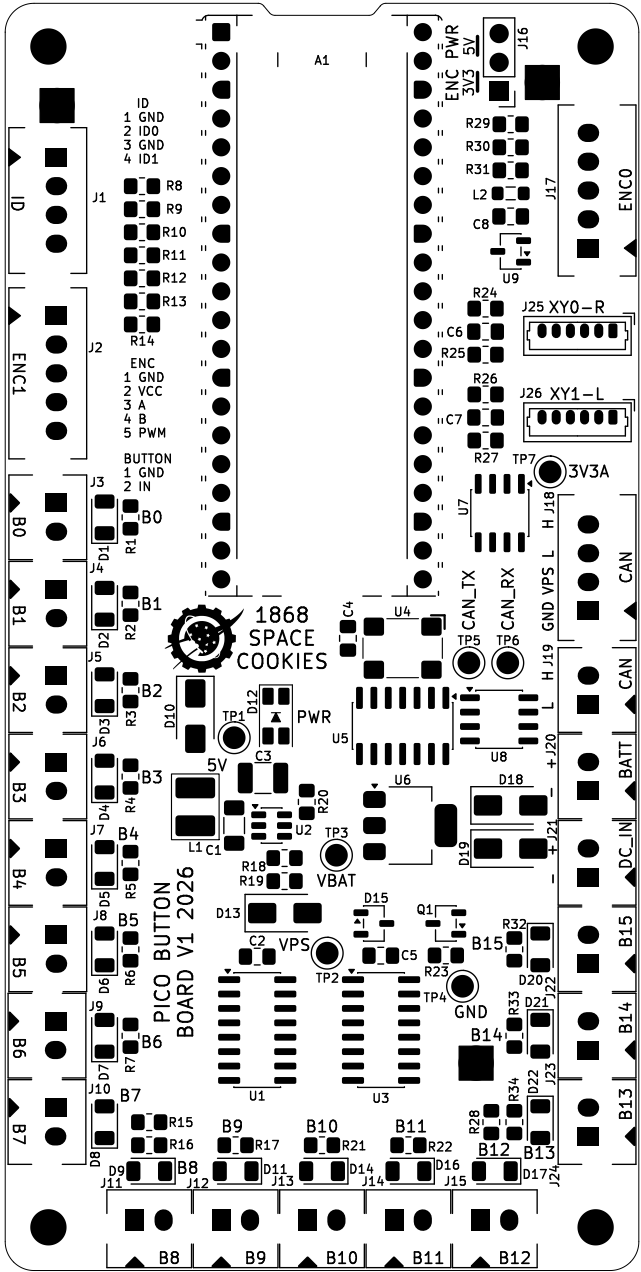 J16
PWR
5V
ENC
3V3
A1
ID
1 GND
2 ID0
3 GND
4 ID1
ID
J1
R8
R9
R10
R11
R12
R13
R14
R29
R30
R31
L2
C8
U9
J17
ENC0
ENC1
J2
ENC
1 GND
2 VCC
3 A
4 B
5 PWM
BUTTON
1 GND
2 IN
R24
C6
R25
J25 XY0-R
R26
C7
R27
J26 XY1-L
TP7
3V3A
U7
J18
H
L
VPS
GND
CAN
J3
B0
D1
R1
B0
J4
B1
D2
R2
B1
J5
B2
D3
R3
B2
J6
B3
D4
R4
B3
J7
B4
D5
R5
B4
J8
B5
D6
R6
B5
J9
B6
D7
R7
B6
J10
B7
D8
B7
1868
SPACE
COOKIES
C4
U4
CAN_TX
CAN_RX
TP5
TP6
J19
H
L
CAN
D10
TP1
D12
PWR
5V
U5
U8
J20
+
-
BATT
C3
L1
C1
U2
R20
U6
D18
D19
J21
+
-
DC_IN
R18
R19
TP3
VBAT
PICO BUTTON
BOARD V1 2026
D13
D15
Q1
C2
VPS
TP2
C5
R23
TP4
GND
U1
U3
B15
R32
D20
J22
B15
B14
R33
D21
J23
B14
R28
R34
D22
B13
J24
B13
R15
R16
D9
B8
J11
B9
R17
D11
J12
B10
R21
D14
J13
B11
R22
D16
J14
B12
D17
J15
B8
B9
B10
B11
B12